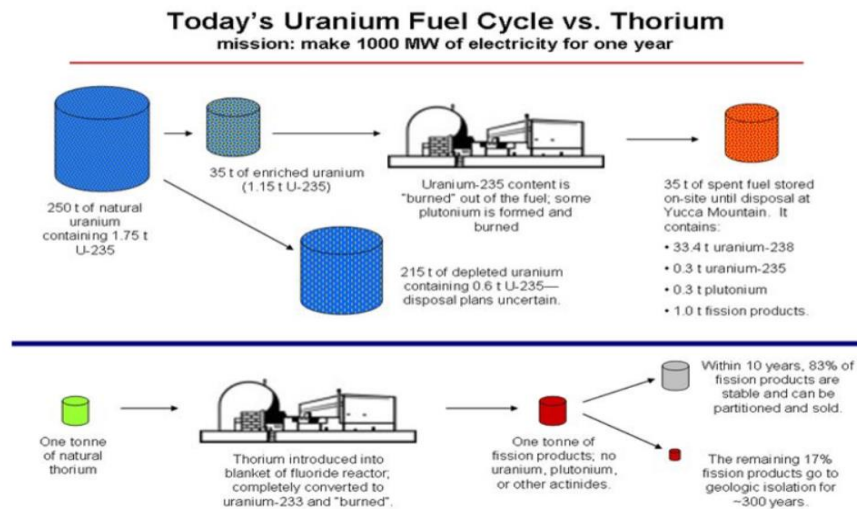 Today's Uranium Fuel Cycle vs. Thorium
mission: make 1000 MW of electricity for one year
250 t of natural
uranium
containing 1.75 t
U-235
35 t of enriched uranium
(1.15 t U-235)
215 t of depleted uranium
containing 0.6 t U-235—
disposal plans uncertain.
Uranium-235 content is
"burned" out of the fuel; some
plutonium is formed and
burned
35 t of spent fuel stored
on-site until disposal at
Yucca Mountain. It
contains:
• 33.4 t uranium-238
• 0.3 t uranium-235
• 0.3 t plutonium
• 1.0 t fission products.
One tonne
of natural
thorium
Thorium introduced into
blanket of fluoride reactor;
completely converted to
uranium-233 and "burned".
One tonne of
fission products; no
uranium, plutonium,
or other actinides.
Within 10 years, 83% of
fission products are
stable and can be
partitioned and sold.
The remaining 17%
fission products go to
geologic isolation for
~300 years.